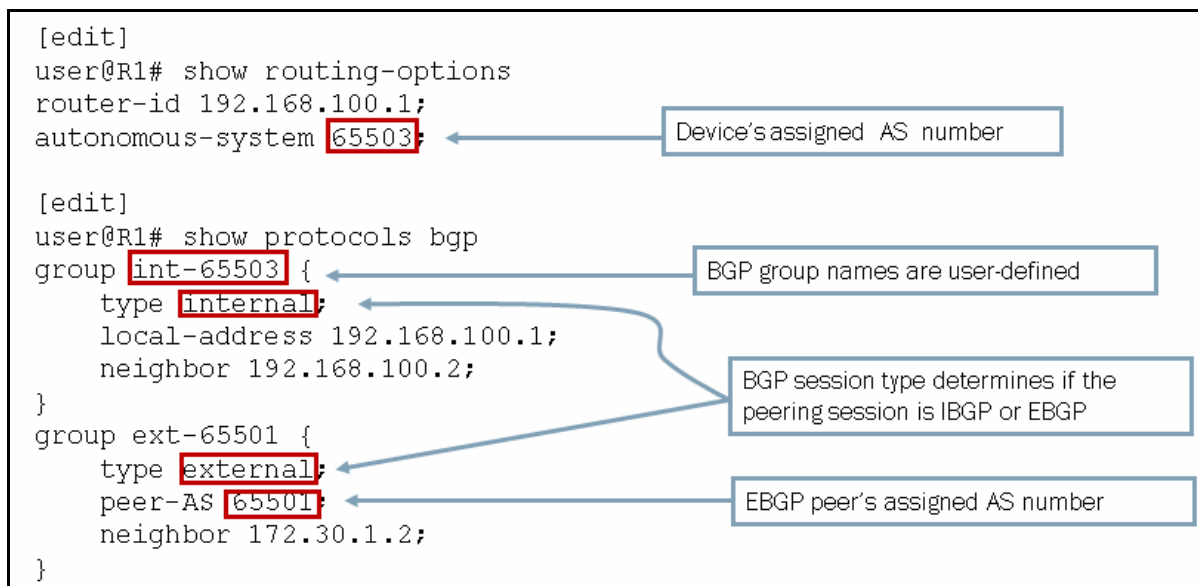 [edit]
user@R1# show routing-options
router-id 192.168.100.1;
autonomous-system 65503;
Device's assigned AS number
[edit]
user@R1# show protocols bgp
group int-65503 {
BGP group names are user-defined
type internal;
local-address 192.168.100.1;
neighbor 192.168.100.2;
BGP session type determines if the
peering session is IBGP or EBGP
}
group ext-65501 {
type external;
peer-AS 65501;
EBGP peer's assigned AS number
neighbor 172.30.1.2;
}